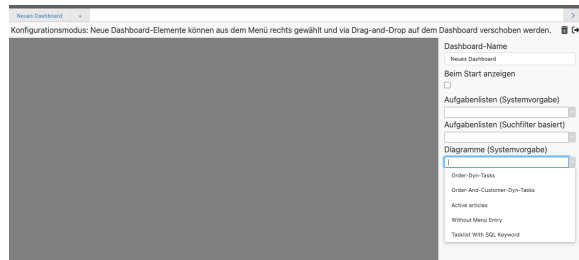 Neues Dashboard +
Konfigurationsmodus: Neue Dashboard-Elemente können aus dem Menü rechts gewählt und via Drag-and-Drop auf dem Dashboard verschoben werden.
Dashboard-Name
Neues Dashboard
Beim Start anzeigen
Aufgabenlisten (Systemvorgabe)
Aufgabenlisten (Suchfilter basiert)
Diagramme (Systemvorgabe)
Order-Dyn-Tasks
Order-And-Customer-Dyn-Tasks
Active articles
Without Menu Entry
Tasklist With SQL Keyword